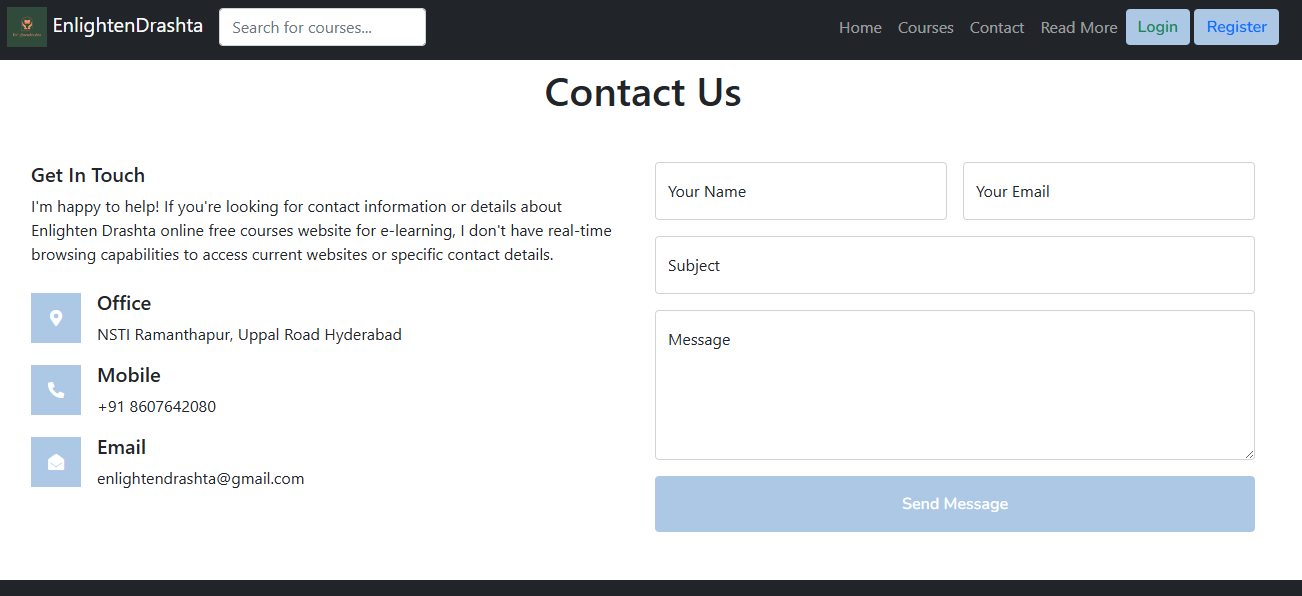 EnlightenDrashta
Search for courses...
Home Courses Contact Read More Login Register
Contact Us
Get In Touch
I'm happy to help! If you're looking for contact information or details about
Enlighten Drashta online free courses website for e-learning, I don't have real-time
browsing capabilities to access current websites or specific contact details.
Office
NSTI Ramanthapur, Uppal Road Hyderabad
Mobile
+91 8607642080
Email
enlightendrashta@gmail.com
Your Name
Your Email
Subject
Message
Send Message